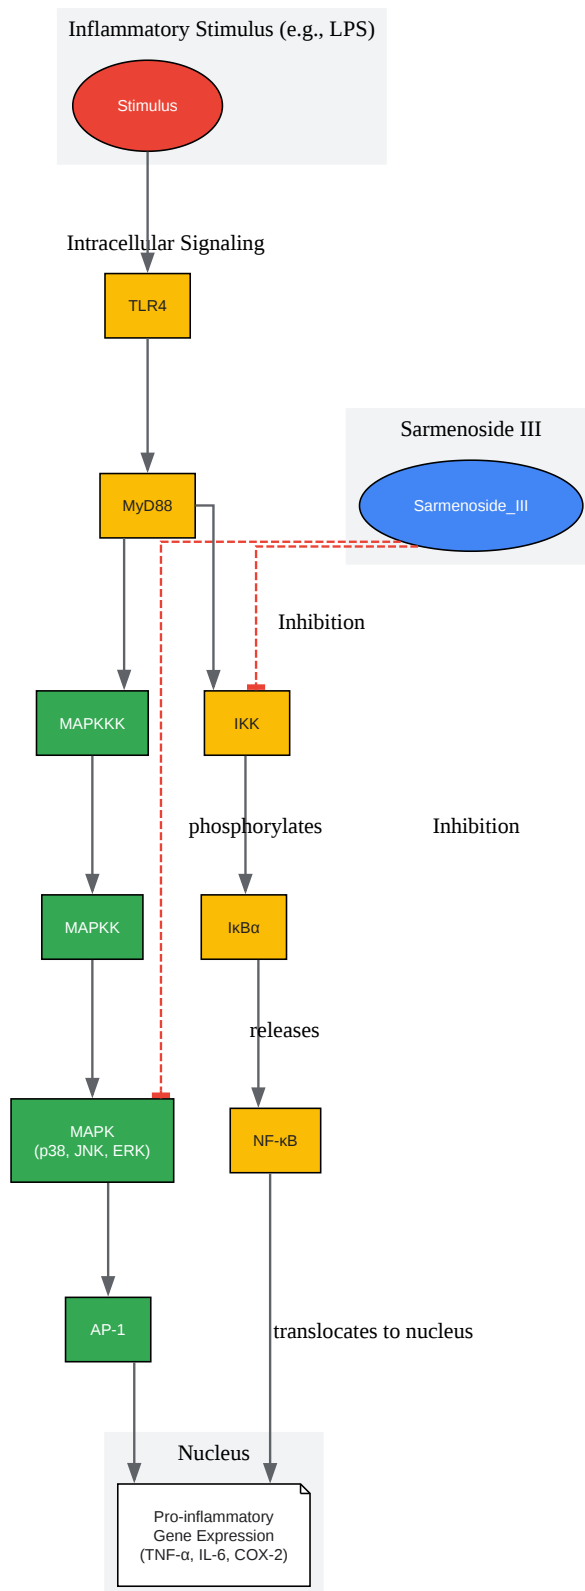 Inflammatory Stimulus (e.g., LPS)
Stimulus
Intracellular Signaling
TLR4
Sarmenoside III
Sarmenoside_III
MyD88
Inhibition
MAPKKK
IKK
phosphorylates
Inhibition
MAPKK
IκBα
releases
MAPK
(p38, JNK, ERK)
NF-κB
AP-1
translocates to nucleus
Nucleus
Pro-inflammatory
Gene Expression
(TNF-α, IL-6, COX-2)